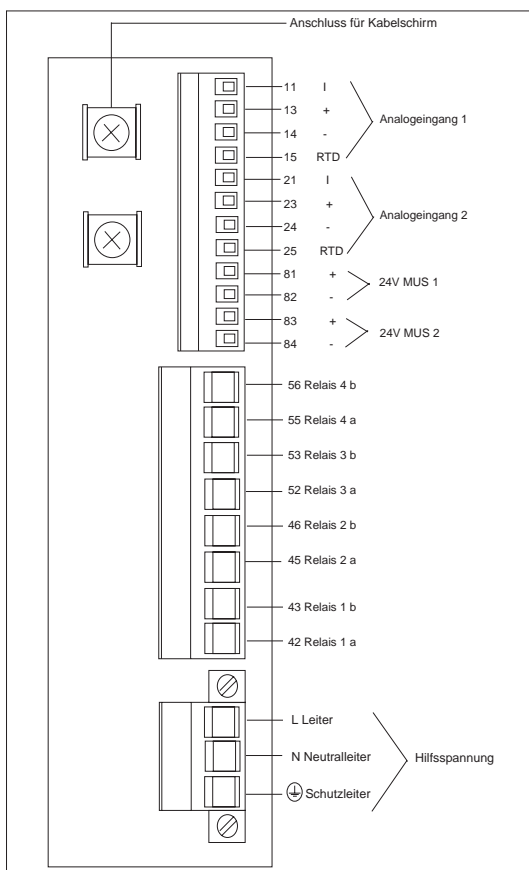 Anschluss für Kabelschirm
11 I
13 +
14 -
15 RTD
Analogeingang 1
21 I
23 +
24 -
25 RTD
Analogeingang 2
81 +
82 -
24V MUS 1
83 +
84 -
24V MUS 2
56 Relais 4 b
55 Relais 4 a
53 Relais 3 b
52 Relais 3 a
46 Relais 2 b
45 Relais 2 a
43 Relais 1 b
42 Relais 1 a
L Leiter
N Neutralleiter
Schutzleiter
Hilfsspannung